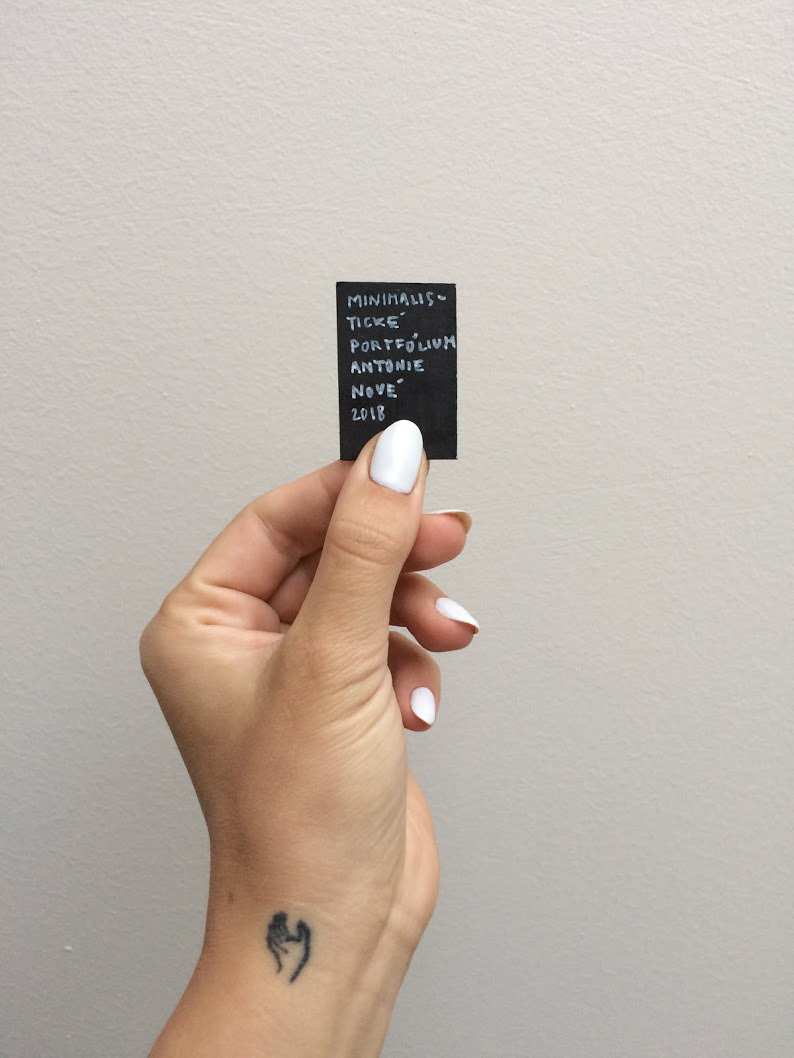 MINIMALIS-
TICKÉ
PORTFÓLIUM
ANTONIE
NOVÉ
2018